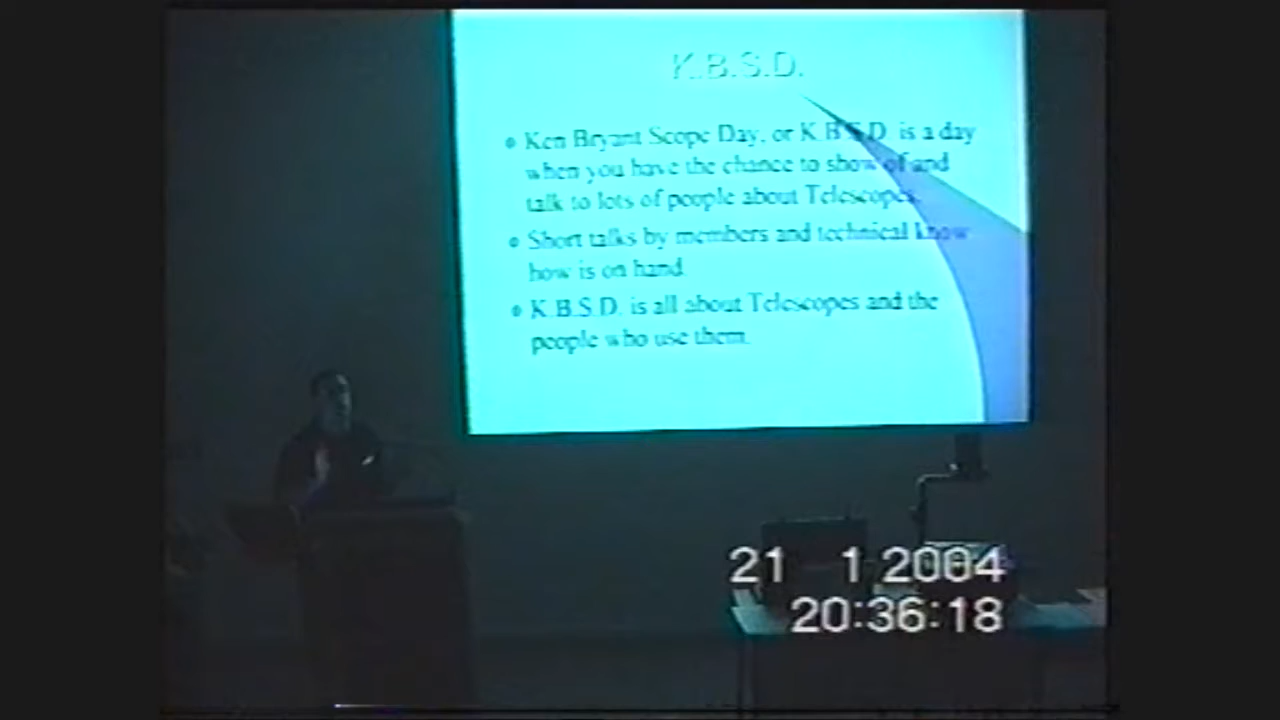 K.B.S.D.
Ken Bryant Scope Day, or K.B.S.D. is a day
when you have the chance to show of and
talk to lots of people about Telescopes.
Short talks by members and technical know
how is on hand
K.B.S.D. is all about Telescopes and the
people who use them.
21 1 2004
20:36:18